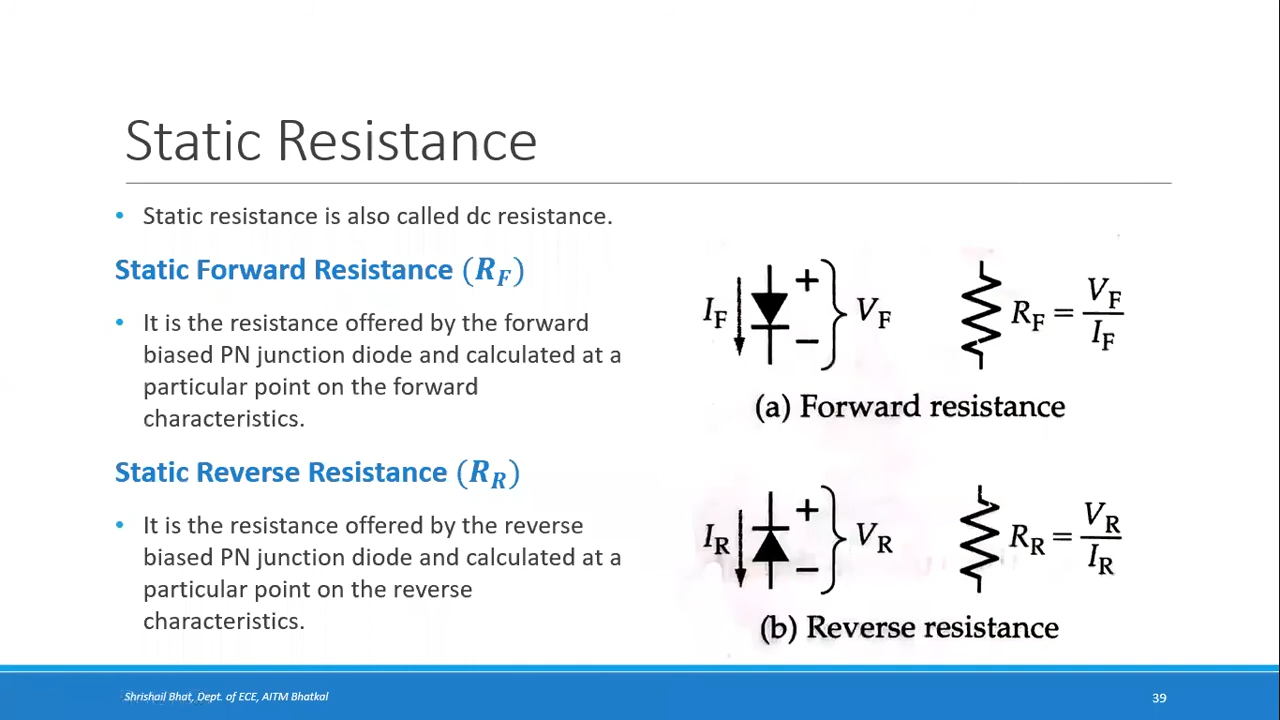 Static Resistance
• Static resistance is also called dc resistance.
Static Forward Resistance (R_F)
• It is the resistance offered by the forward
biased PN junction diode and calculated at a
particular point on the forward
characteristics.
Static Reverse Resistance (R_R)
• It is the resistance offered by the reverse
biased PN junction diode and calculated at a
particular point on the reverse
characteristics.
I_F + − V_F R_F = V_F / I_F
(a) Forward resistance
I_R + − V_R R_R = V_R / I_R
(b) Reverse resistance
Shrishail Bhat, Dept. of ECE, AITM Bhatkal
39